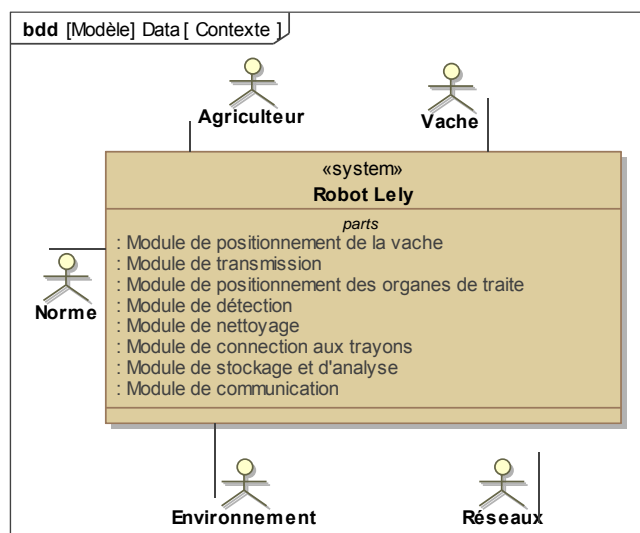 bdd [Modèle] Data [ Contexte ]
Agriculteur
Vache
«system»
Robot Lely
parts
: Module de positionnement de la vache
: Module de transmission
: Module de positionnement des organes de traite
: Module de détection
: Module de nettoyage
: Module de connection aux trayons
: Module de stockage et d'analyse
: Module de communication
Norme
Environnement
Réseaux